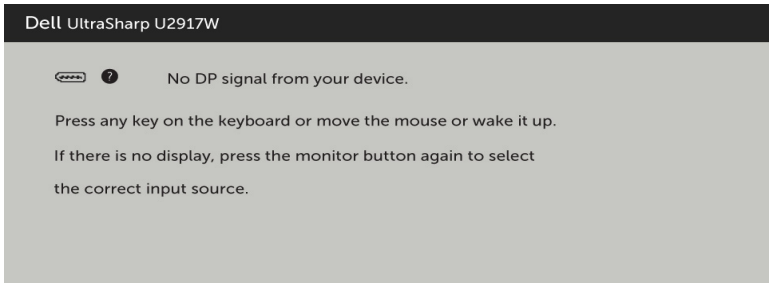 Dell UltraSharp U2917W
? No DP signal from your device.
Press any key on the keyboard or move the mouse or wake it up.
If there is no display, press the monitor button again to select
the correct input source.